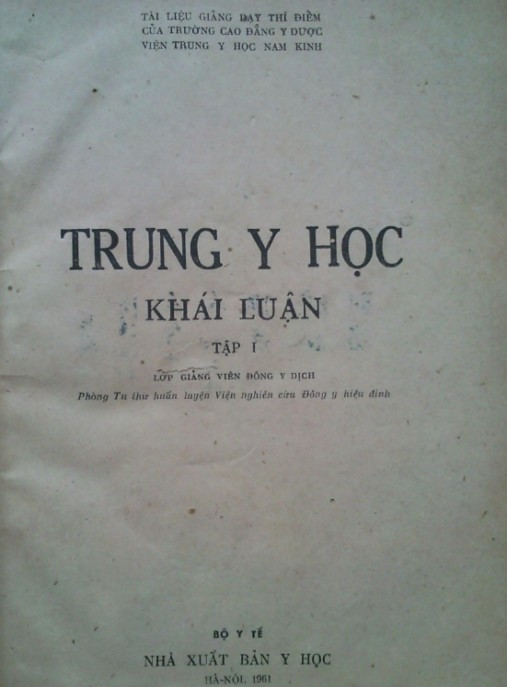 TÀI LIỆU GIẢNG DẠY THÍ ĐIỂM
CỦA TRƯỜNG CAO ĐẲNG Y DƯỢC
VIỆN TRUNG Y HỌC NAM KINH
TRUNG Y HỌC
KHÁI LUẬN
TẬP I
LỚP GIẢNG VIÊN ĐÔNG Y DỊCH
Phòng Tu thư huấn luyện Viện nghiên cứu Đông y hiệu đính
BỘ Y TẾ
NHÀ XUẤT BẢN Y HỌC
HÀ-NỘI, 1961